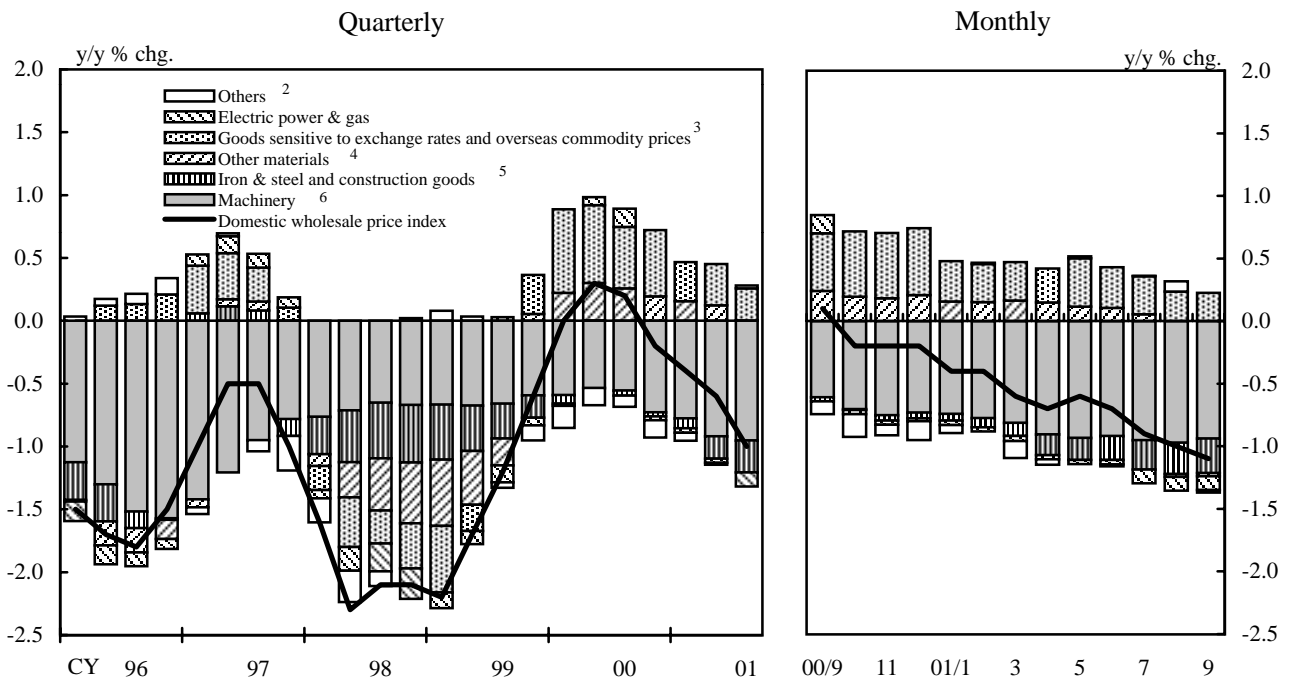 Quarterly
Monthly
y/y % chg.
y/y % chg.
2.0
1.5
1.0
0.5
0.0
-0.5
-1.0
-1.5
-2.0
-2.5
Others 2
Electric power & gas
Goods sensitive to exchange rates and overseas commodity prices 3
Other materials 4
Iron & steel and construction goods 5
Machinery 6
Domestic wholesale price index
2.0
1.5
1.0
0.5
0.0
-0.5
-1.0
-1.5
-2.0
-2.5
CY 96 97 98 99 00 01
00/9 11 01/1 3 5 7 9